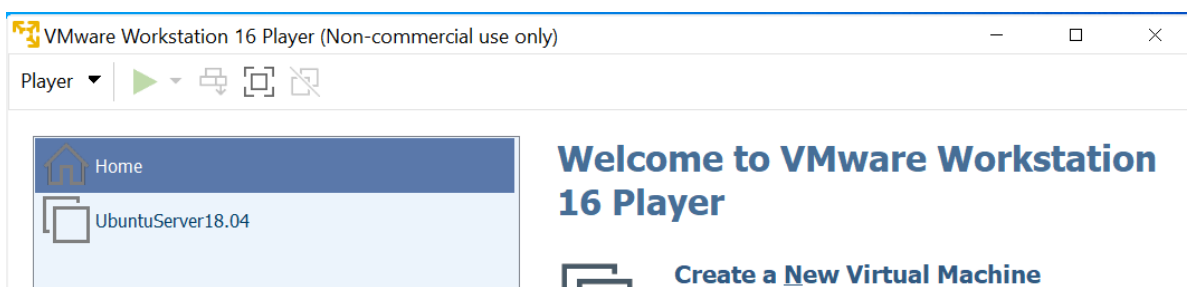 VMware Workstation 16 Player (Non-commercial use only)
Player
Home
UbuntuServer18.04
Welcome to VMware Workstation
16 Player
Create a New Virtual Machine